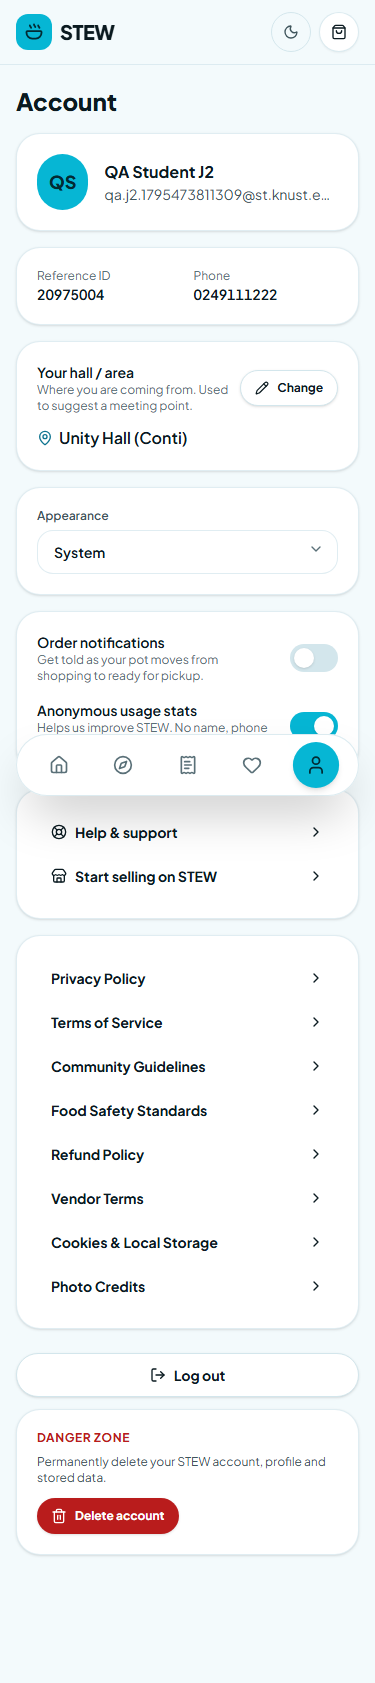 STEW
Account
QS
QA Student J2
qa.j2.1795473811309@st.knust.e...
Reference ID
20975004
Phone
0249111222
Your hall / area
Where you are coming from. Used
to suggest a meeting point.
Change
Unity Hall (Conti)
Appearance
System
Order notifications
Get told as your pot moves from
shopping to ready for pickup.
Anonymous usage stats
Helps us improve STEW. No name, phone
Help & support
Start selling on STEW
Privacy Policy
Terms of Service
Community Guidelines
Food Safety Standards
Refund Policy
Vendor Terms
Cookies & Local Storage
Photo Credits
Log out
DANGER ZONE
Permanently delete your STEW account, profile and
stored data.
Delete account